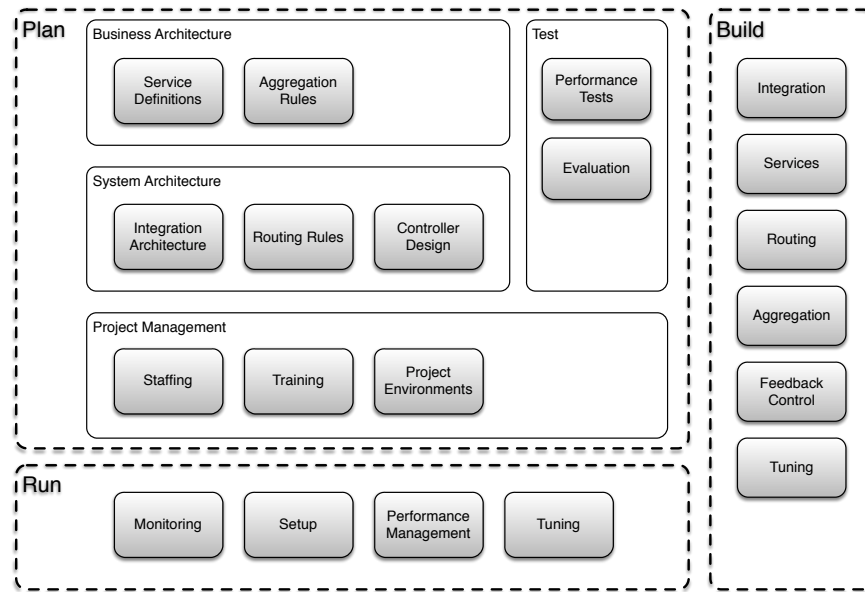 Plan
Business Architecture
Service
Definitions
Aggregation
Rules
System Architecture
Integration
Architecture
Routing Rules
Controller
Design
Test
Performance
Tests
Evaluation
Project Management
Staffing
Training
Project
Environments
Run
Monitoring
Setup
Performance
Management
Tuning
Build
Integration
Services
Routing
Aggregation
Feedback
Control
Tuning